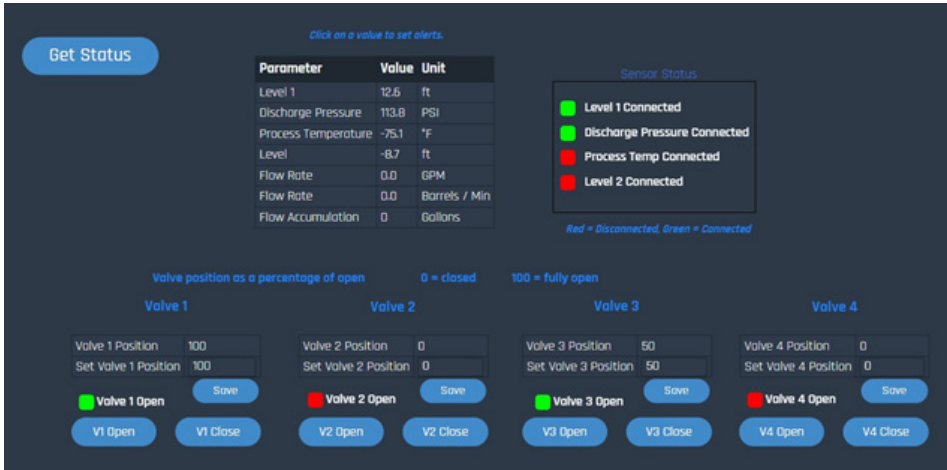 Click on a value to set alerts.
Get Status
Parameter Value Unit
Level 1 12.6 ft
Discharge Pressure 113.8 PSI
Process Temperature -75.1 °F
Level -8.7 ft
Flow Rate 0.0 GPM
Flow Rate 0.0 Barrels / Min
Flow Accumulation 0 Gallons
Sensor Status
Level 1 Connected
Discharge Pressure Connected
Process Temp Connected
Level 2 Connected
Red = Disconnected, Green = Connected
Valve position as a percentage of open 0 = closed 100 = fully open
Valve 1 Valve 2 Valve 3 Valve 4
Valve 1 Position 100 Valve 2 Position 0 Valve 3 Position 50 Valve 4 Position 0
Set Valve 1 Position 100 Set Valve 2 Position 0 Set Valve 3 Position 50 Set Valve 4 Position 0
Valve 1 Open Save Valve 2 Open Save Valve 3 Open Save Valve 4 Open Save
V1 Open V1 Close V2 Open V2 Close V3 Open V3 Close V4 Open V4 Close